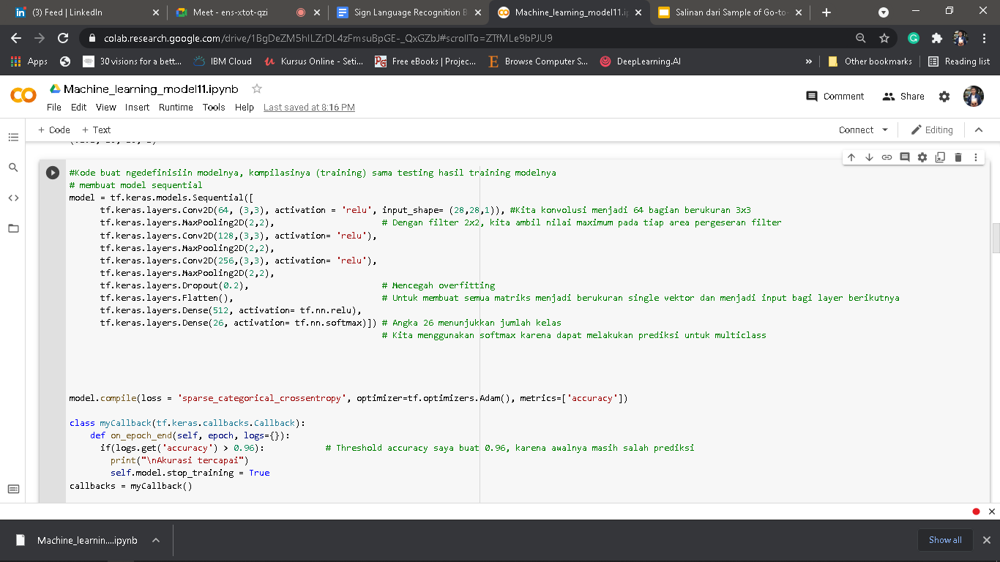 (3) Feed | LinkedIn
Meet - ens-xtot-qzi
Sign Language Recognition B
Machine_learning_model11.ip
Salinan dari Sample of Go-to-
colab.research.google.com/drive/1BgDeZM5hILZrDL4zFmsuBpGE-_QxGZbJ#scrollTo=ZTfMLe9bPJU9
Apps
30 visions for a bett...
IBM Cloud
Kursus Online - Seti...
Free eBooks | Projec...
Browse Computer S...
DeepLearning.AI
»
Other bookmarks
Reading list
Machine_learning_model11.ipynb
Comment
Share
File Edit View Insert Runtime Tools Help Last saved at 8:16 PM
+ Code + Text
Connect
Editing
#Kode buat ngedefinisiin modelnya, kompilasinya (training) sama testing hasil training modelnya
# membuat model sequential
model = tf.keras.models.Sequential([
tf.keras.layers.Conv2D(64, (3,3), activation = 'relu', input_shape= (28,28,1)), #Kita konvolusi menjadi 64 bagian berukuran 3x3
tf.keras.layers.MaxPooling2D(2,2), # Dengan filter 2x2, kita ambil nilai maximum pada tiap area pergeseran filter
tf.keras.layers.Conv2D(128,(3,3), activation= 'relu'),
tf.keras.layers.MaxPooling2D(2,2),
tf.keras.layers.Conv2D(256,(3,3), activation= 'relu'),
tf.keras.layers.MaxPooling2D(2,2),
tf.keras.layers.Dropout(0.2), # Mencegah overfitting
tf.keras.layers.Flatten(), # Untuk membuat semua matriks menjadi berukuran single vektor dan menjadi input bagi layer berikutnya
tf.keras.layers.Dense(512, activation= tf.nn.relu),
tf.keras.layers.Dense(26, activation= tf.nn.softmax)]) # Angka 26 menunjukkan jumlah kelas
# Kita menggunakan softmax karena dapat melakukan prediksi untuk multiclass
model.compile(loss = 'sparse_categorical_crossentropy', optimizer=tf.optimizers.Adam(), metrics=['accuracy'])
class myCallback(tf.keras.callbacks.Callback):
def on_epoch_end(self, epoch, logs={}):
if(logs.get('accuracy') > 0.96): # Threshold accuracy saya buat 0.96, karena awalnya masih salah prediksi
print("\nAkurasi tercapai")
self.model.stop_training = True
callbacks = myCallback()
Machine_learnin....ipynb
Show all